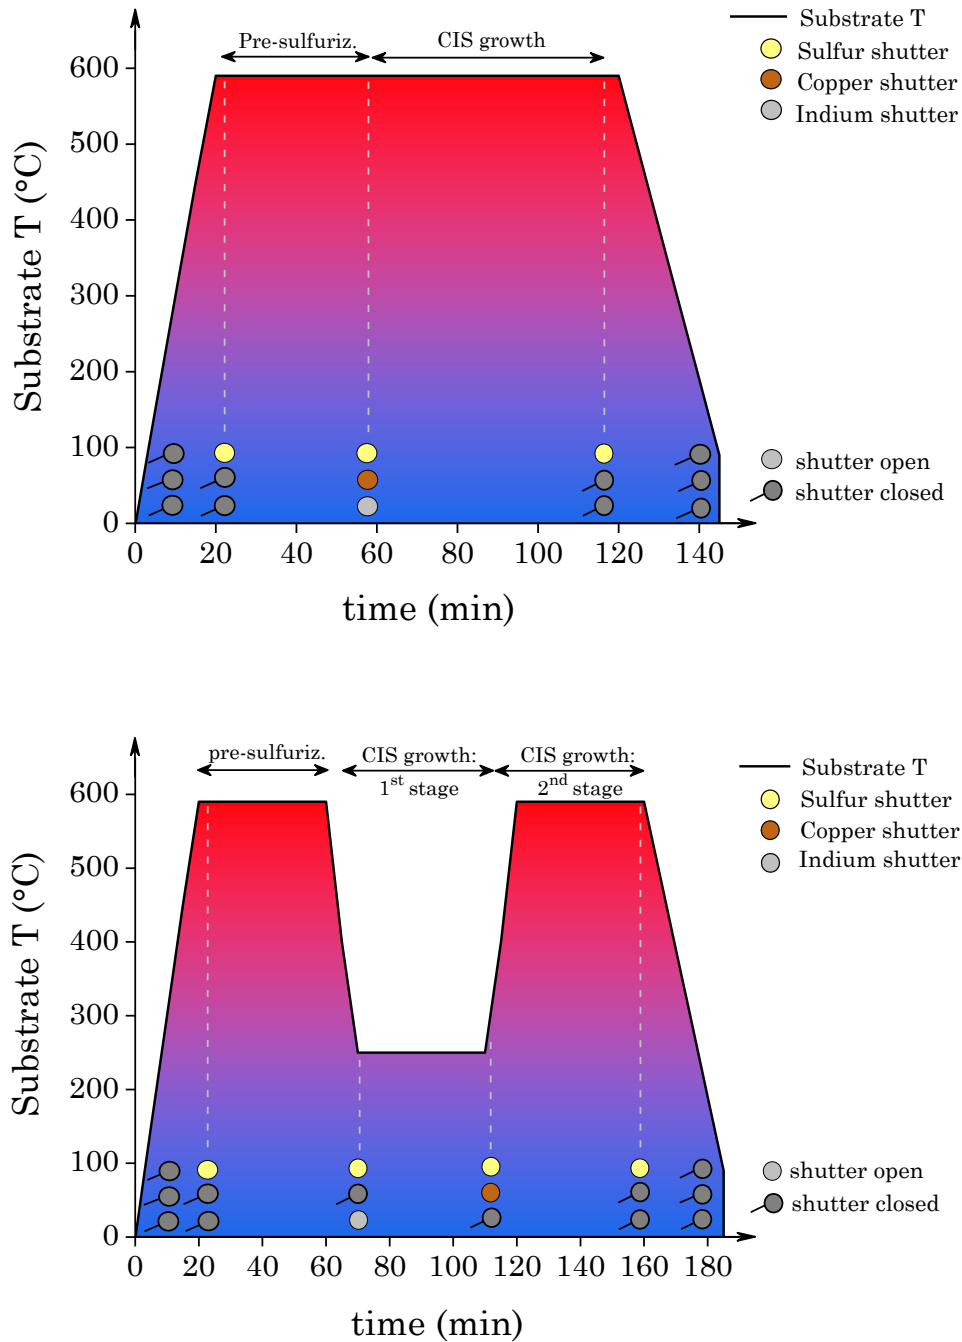 Pre-sulfuriz.
CIS growth
Substrate T
Sulfur shutter
Copper shutter
Indium shutter
600
500
400
300
200
100
0
Substrate T (°C)
shutter open
shutter closed
0 20 40 60 80 100 120 140
time (min)
pre-sulfuriz.
CIS growth:
1st stage
CIS growth:
2nd stage
Substrate T
Sulfur shutter
Copper shutter
Indium shutter
600
500
400
300
200
100
0
Substrate T (°C)
shutter open
shutter closed
0 20 40 60 80 100 120 140 160 180
time (min)